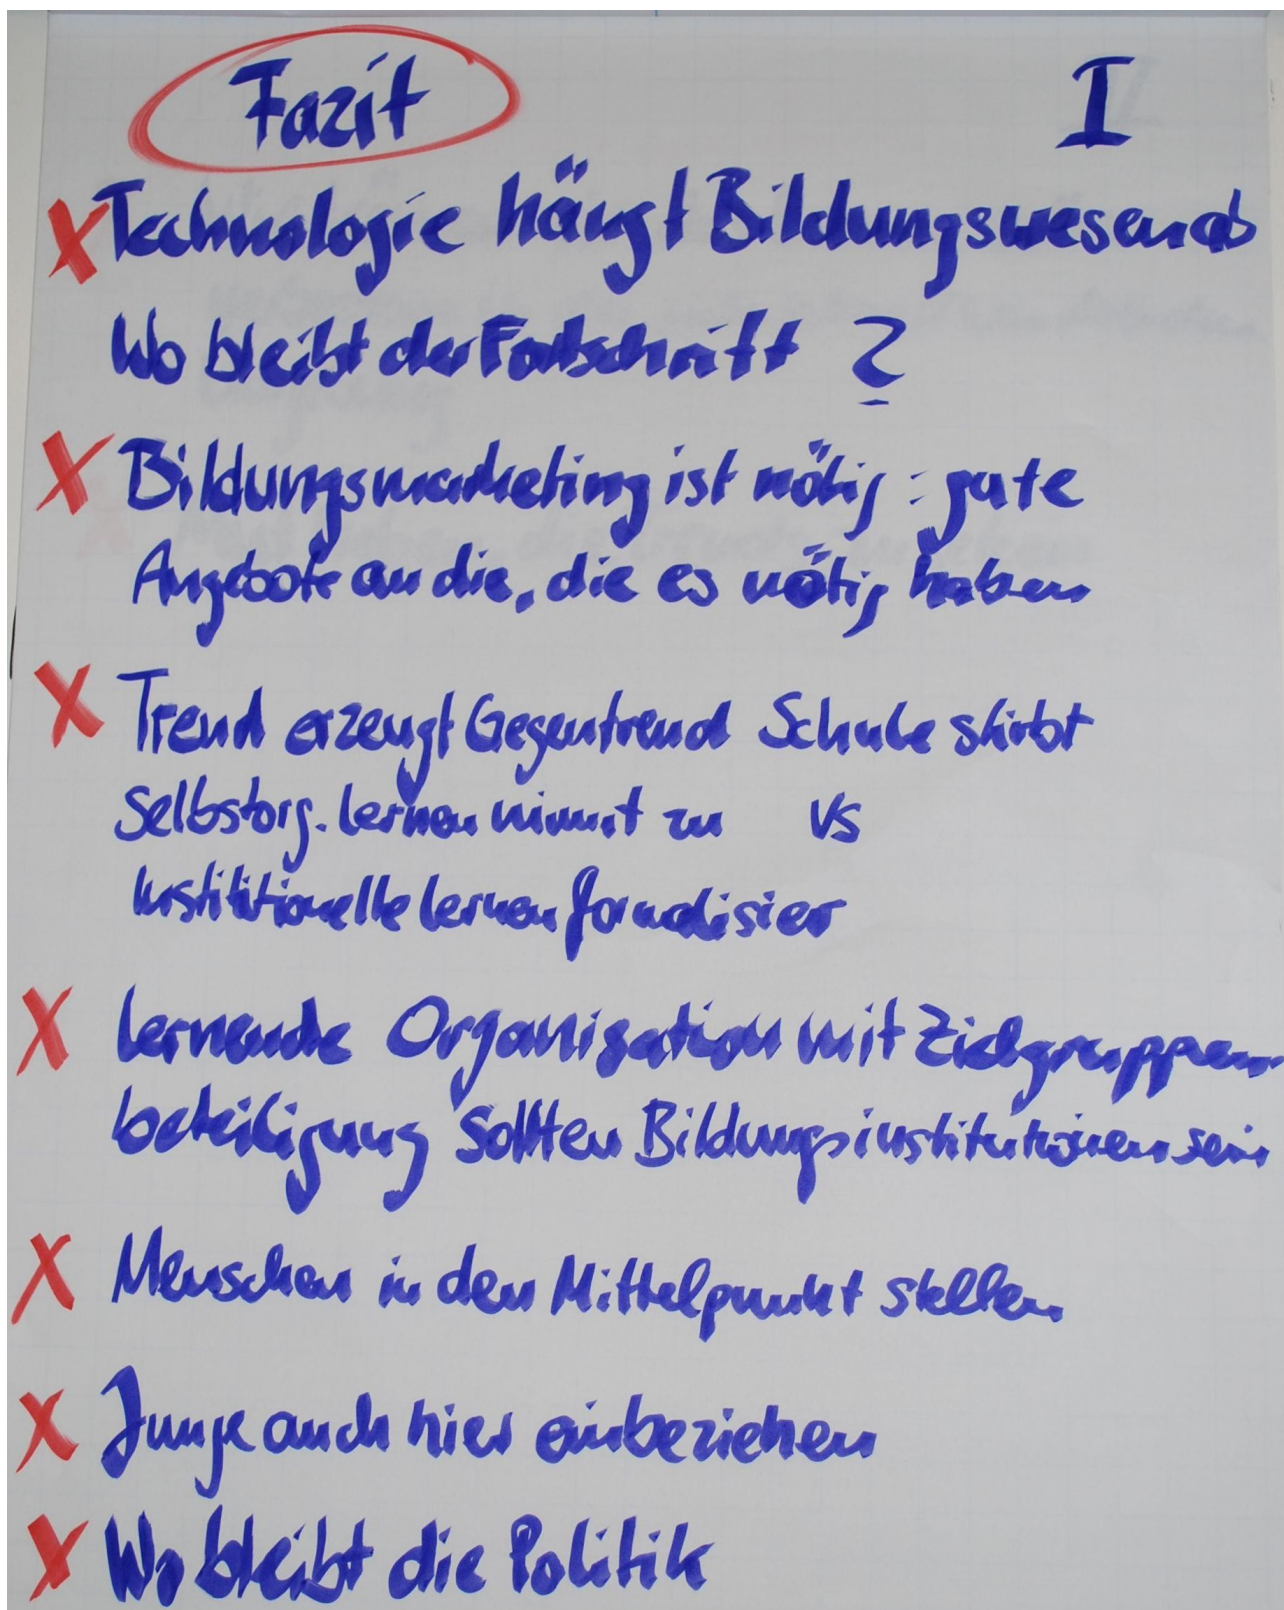 Fazit I
Technologie hängt Bildungswesen ab
Wo bleibt der Fortschritt ?
Bildungsmarketing ist nötig : gute
Angebote an die, die es nötig haben
Trend erzeugt Gegentrend Schule stirbt
Selbstorg. lernen nimmt zu VS
Instititionelle lernen formalisier
lernende Organisation mit Zielgruppen-
beteiligung sollten Bildungsinstitutionen sein
Menschen in den Mittelpunkt stellen
Junge auch hier einbeziehen
Wo bleibt die Politik